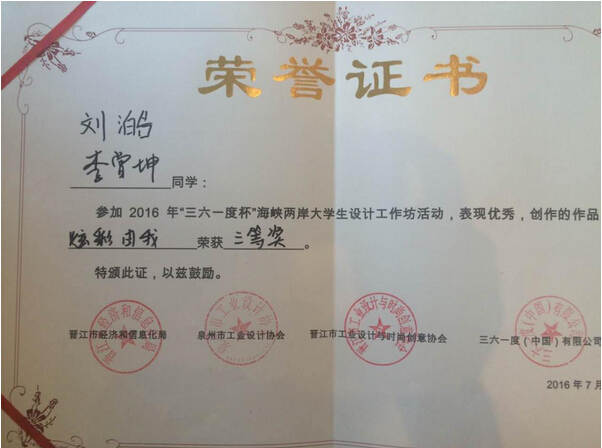 荣誉证书
刘淊
李肾坤
同学：
参加 2016 年“三六一度杯”海峡两岸大学生设计工作坊活动，表现优秀，创作的作品
炫彩由我 荣获 三等奖 。
特颁此证，以兹鼓励。
晋江市经济和信息化局 泉州市工业设计协会 晋江市工业设计与时尚创意协会 三六一度（中国）有限公司
2016 年 7 月